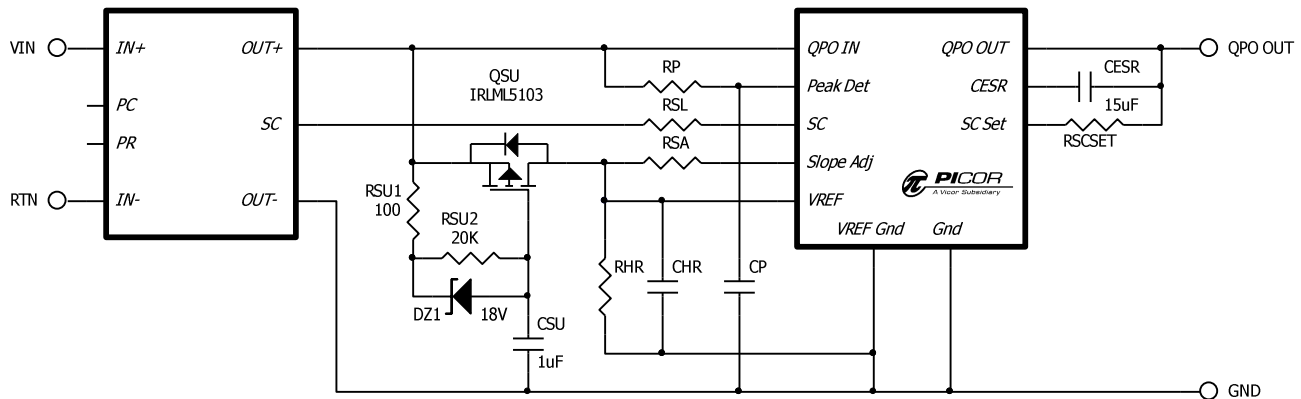 VIN
RTN
IN+
PC
PR
IN-
OUT+
SC
OUT-
QSU
IRLML5103
RSU1
100
RSU2
20K
DZ1
18V
CSU
1uF
RP
RSL
RSA
RHR
CHR
CP
QPO IN
Peak Det
SC
Slope Adj
VREF
VREF Gnd
Gnd
QPO OUT
CESR
SC Set
PICOR
A Vicor Subsidiary
CESR
15uF
RSCSET
QPO OUT
GND